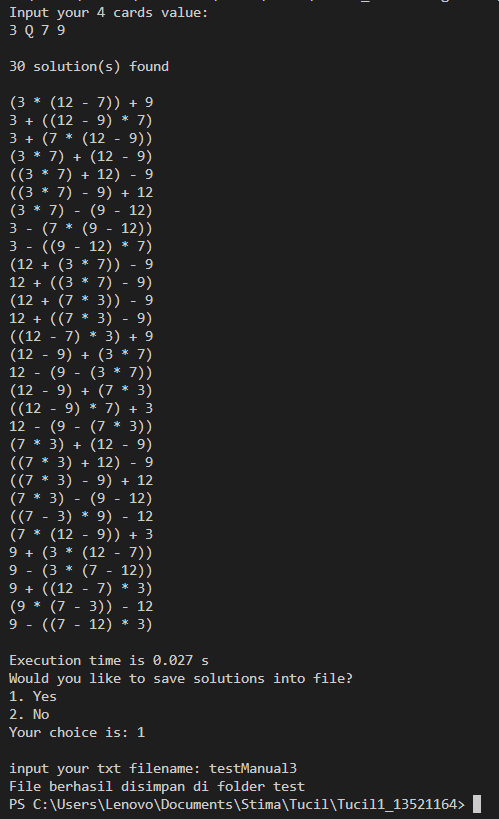 Input your 4 cards value:
3 Q 7 9
30 solution(s) found
(3 * (12 - 7)) + 9
3 + ((12 - 9) * 7)
3 + (7 * (12 - 9))
(3 * 7) + (12 - 9)
((3 * 7) + 12) - 9
((3 * 7) - 9) + 12
(3 * 7) - (9 - 12)
3 - (7 * (9 - 12))
3 - ((9 - 12) * 7)
(12 + (3 * 7)) - 9
12 + ((3 * 7) - 9)
(12 + (7 * 3)) - 9
12 + ((7 * 3) - 9)
((12 - 7) * 3) + 9
(12 - 9) + (3 * 7)
12 - (9 - (3 * 7))
(12 - 9) + (7 * 3)
((12 - 9) * 7) + 3
12 - (9 - (7 * 3))
(7 * 3) + (12 - 9)
((7 * 3) + 12) - 9
((7 * 3) - 9) + 12
(7 * 3) - (9 - 12)
((7 - 3) * 9) - 12
(7 * (12 - 9)) + 3
9 + (3 * (12 - 7))
9 - (3 * (7 - 12))
9 + ((12 - 7) * 3)
(9 * (7 - 3)) - 12
9 - ((7 - 12) * 3)
Execution time is 0.027 s
Would you like to save solutions into file?
1. Yes
2. No
Your choice is: 1
input your txt filename: testManual3
File berhasil disimpan di folder test
PS C:\Users\Lenovo\Documents\Stima\Tucil\Tucil1_13521164>